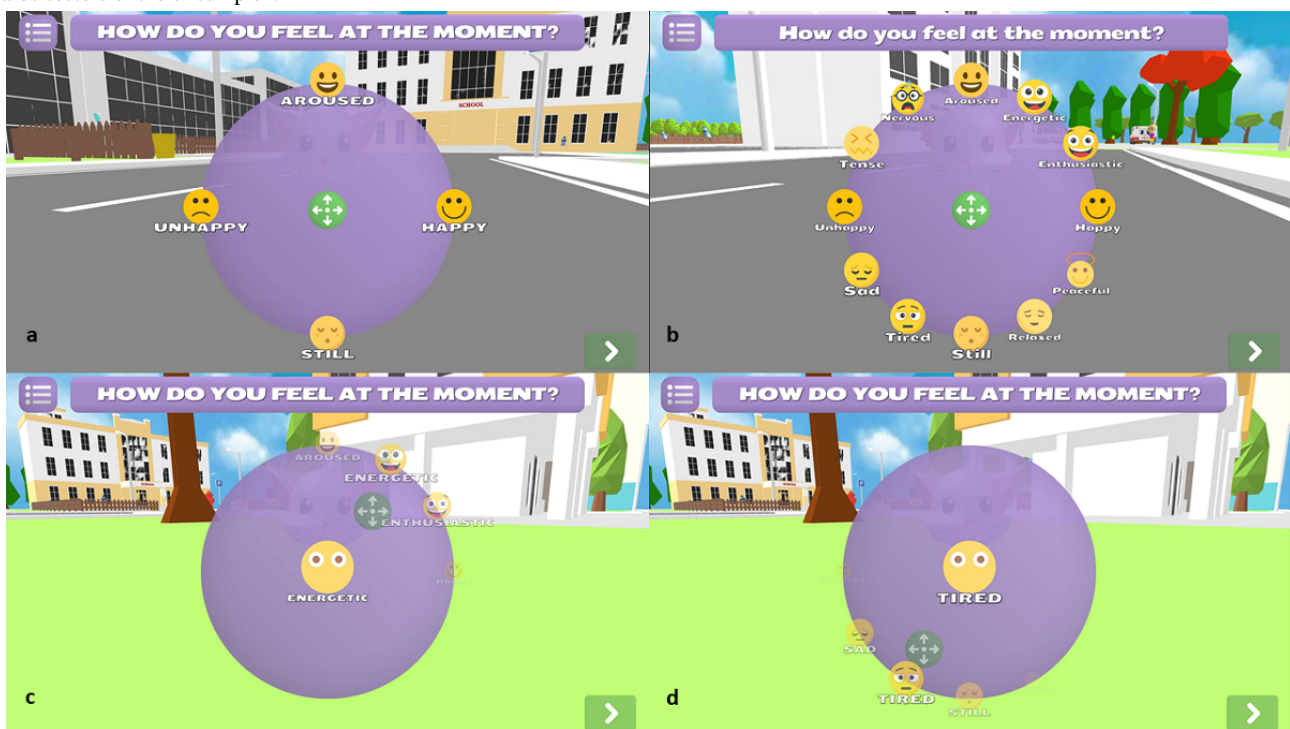 HOW DO YOU FEEL AT THE MOMENT?
AROUSED
SCHOOL
UNHAPPY
HAPPY
STILL
a
How do you feel at the moment?
Nervous
Aroused
Energetic
Tense
Enthusiastic
Unhappy
Happy
Sad
Peaceful
Tired
Still
Relaxed
b
HOW DO YOU FEEL AT THE MOMENT?
AROUSED
ENERGETIC
ENTHUSIASTIC
HAPPY
ENERGETIC
c
HOW DO YOU FEEL AT THE MOMENT?
TIRED
SAD
TIRED
STILL
d